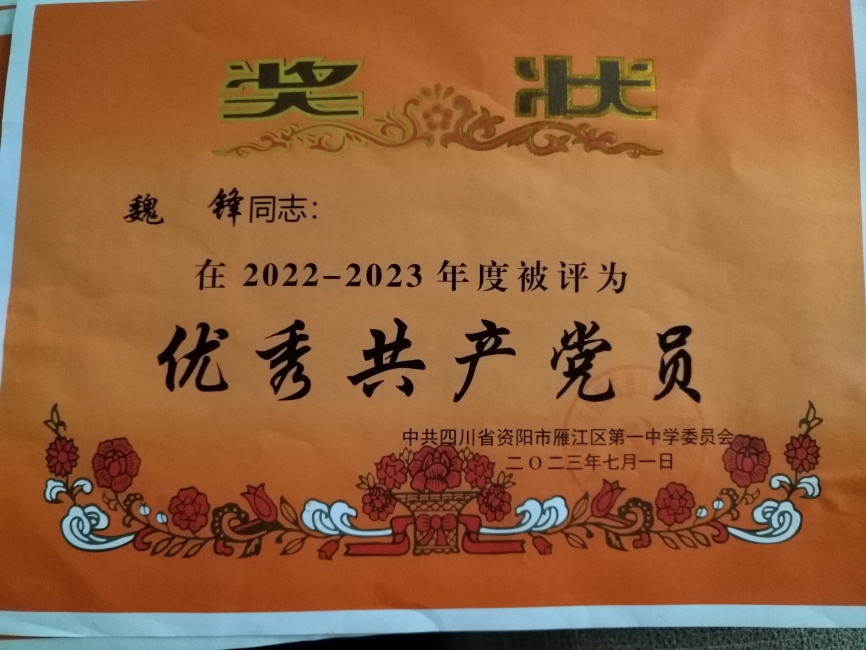 奖 状
魏 锋同志：
在 2022-2023 年度被评为
优秀共产党员
中共四川省资阳市雁江区第一中学委员会
二〇二三年七月一日